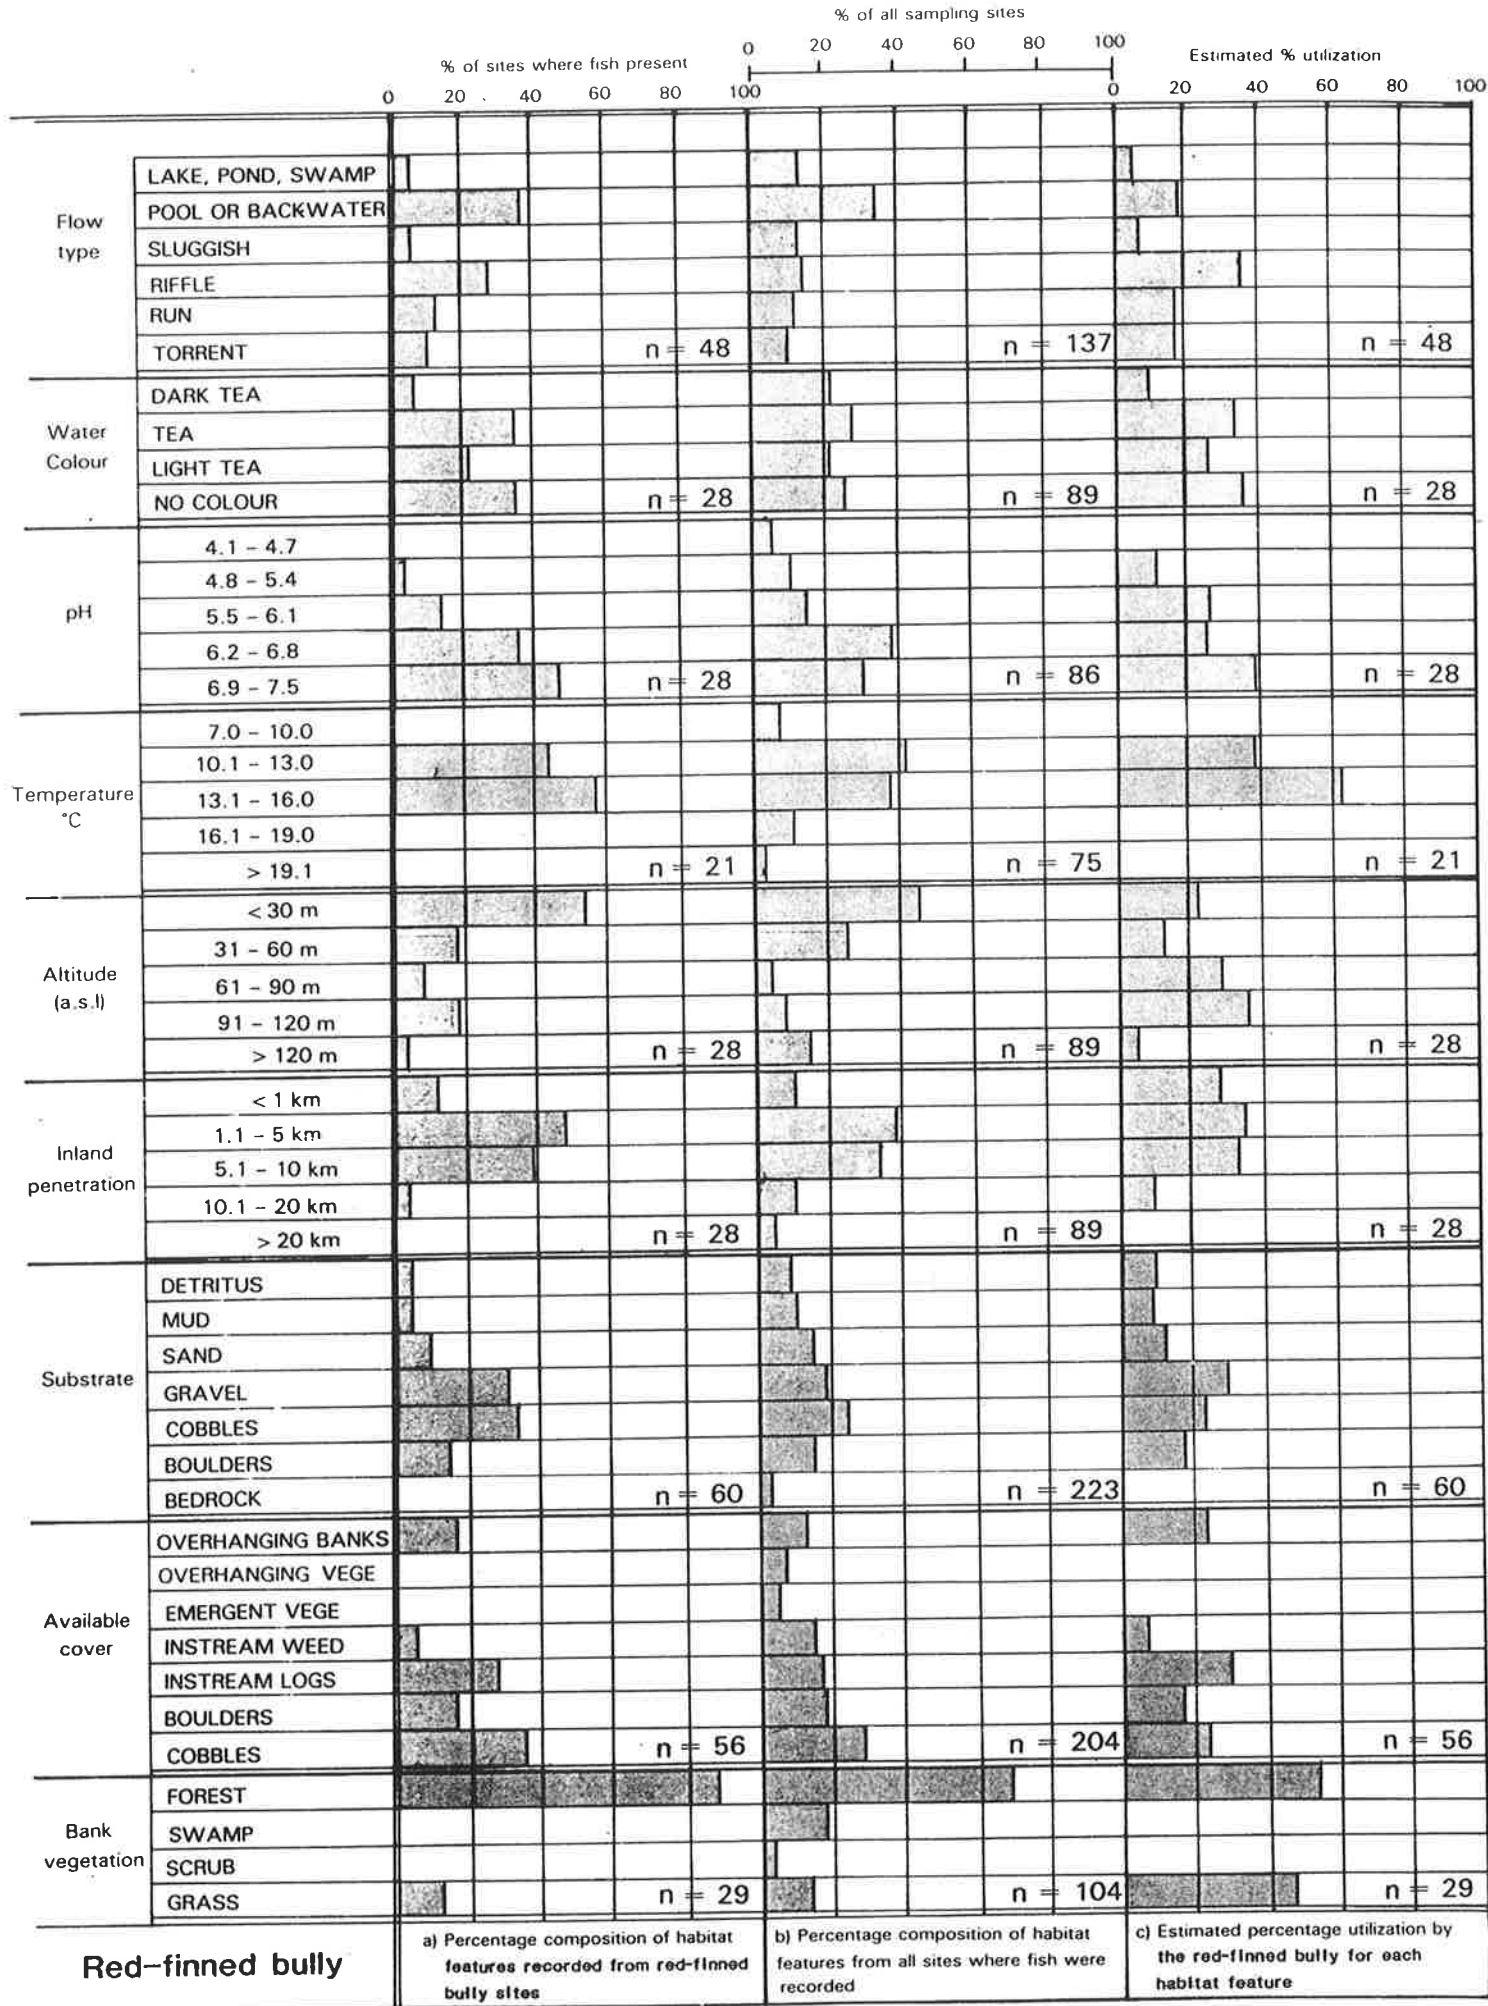 % of all sampling sites
0 20 40 60 80 100
% of sites where fish present
Estimated % utilization
0 20 40 60 80 100
0 20 40 60 80 100
Flow
type
LAKE, POND, SWAMP
POOL OR BACKWATER
SLUGGISH
RIFFLE
RUN
TORRENT
n = 48
n = 137
n = 48
Water
Colour
DARK TEA
TEA
LIGHT TEA
NO COLOUR
n = 28
n = 89
n = 28
pH
4.1 – 4.7
4.8 – 5.4
5.5 – 6.1
6.2 – 6.8
6.9 – 7.5
n = 28
n = 86
n = 28
Temperature
°C
7.0 – 10.0
10.1 – 13.0
13.1 – 16.0
16.1 – 19.0
> 19.1
n = 21
n = 75
n = 21
Altitude
(a.s.l)
< 30 m
31 – 60 m
61 – 90 m
91 – 120 m
> 120 m
n = 28
n = 89
n = 28
Inland
penetration
< 1 km
1.1 – 5 km
5.1 – 10 km
10.1 – 20 km
> 20 km
n = 28
n = 89
n = 28
Substrate
DETRITUS
MUD
SAND
GRAVEL
COBBLES
BOULDERS
BEDROCK
n = 60
n = 223
n = 60
Available
cover
OVERHANGING BANKS
OVERHANGING VEGE
EMERGENT VEGE
INSTREAM WEED
INSTREAM LOGS
BOULDERS
COBBLES
n = 56
n = 204
n = 56
Bank
vegetation
FOREST
SWAMP
SCRUB
GRASS
n = 29
n = 104
n = 29
Red-finned bully
a) Percentage composition of habitat
features recorded from red-finned
bully sites
b) Percentage composition of habitat
features from all sites where fish were
recorded
c) Estimated percentage utilization by
the red-finned bully for each
habitat feature